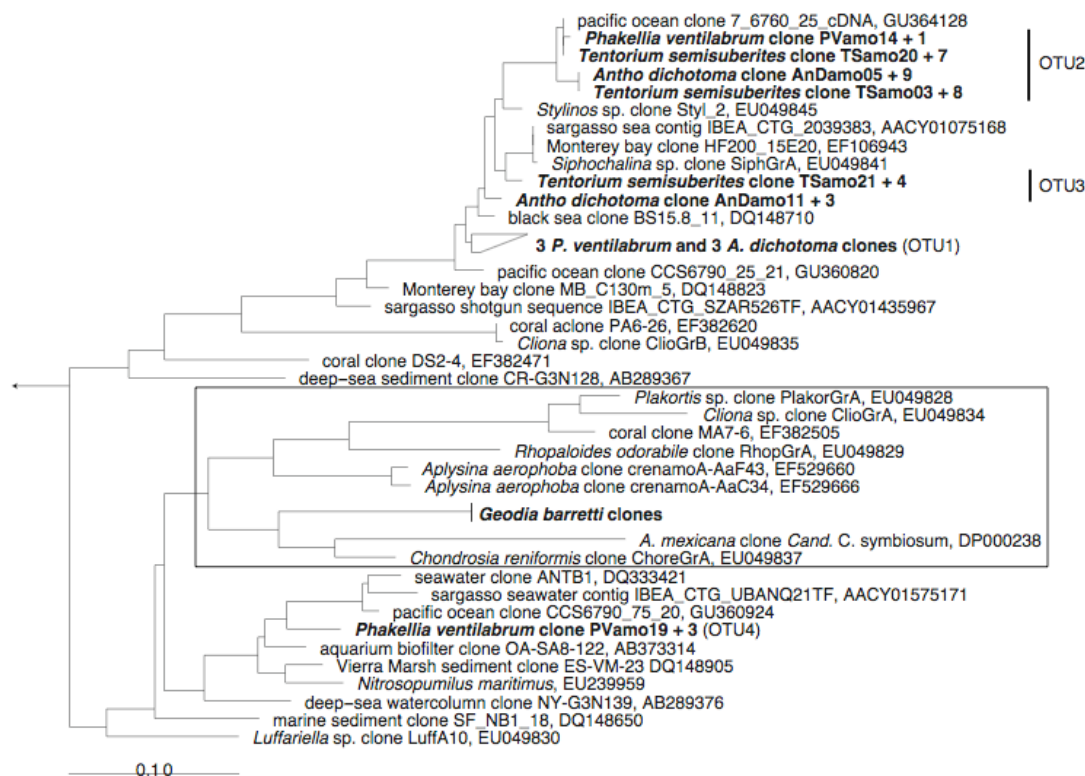 pacific ocean clone 7_6760_25_cDNA, GU364128
Phakellia ventilabrum clone PVamo14 + 1
Tentorium semisuberites clone TSamo20 + 7
OTU2
Antho dichotoma clone AnDamo05 + 9
Tentorium semisuberites clone TSamo03 + 8
Stylinos sp. clone Styl_2, EU049845
sargasso sea contig IBEA_CTG_2039383, AACY01075168
Monterey bay clone HF200_15E20, EF106943
Siphochalina sp. clone SiphGrA, EU049841
Tentorium semisuberites clone TSamo21 + 4
OTU3
Antho dichotoma clone AnDamo11 + 3
black sea clone BS15.8_11, DQ148710
3 P. ventilabrum and 3 A. dichotoma clones (OTU1)
pacific ocean clone CCS6790_25_21, GU360820
Monterey bay clone MB_C130m_5, DQ148823
sargasso shotgun sequence IBEA_CTG_SZAR526TF, AACY01435967
coral aclone PA6-26, EF382620
Cliona sp. clone ClioGrB, EU049835
coral clone DS2-4, EF382471
deep-sea sediment clone CR-G3N128, AB289367
Plakortis sp. clone PlakorGrA, EU049828
Cliona sp. clone ClioGrA, EU049834
coral clone MA7-6, EF382505
Rhopaloides odorabile clone RhopGrA, EU049829
Aplysina aerophoba clone crenamoA-AaF43, EF529660
Aplysina aerophoba clone crenamoA-AaC34, EF529666
Geodia barretti clones
A. mexicana clone Cand. C. symbiosum, DP000238
Chondrosia reniformis clone ChoreGrA, EU049837
seawater clone ANTB1, DQ333421
sargasso seawater contig IBEA_CTG_UBANQ21TF, AACY01575171
pacific ocean clone CCS6790_75_20, GU360924
Phakellia ventilabrum clone PVamo19 + 3 (OTU4)
aquarium biofilter clone OA-SA8-122, AB373314
Vierra Marsh sediment clone ES-VM-23 DQ148905
Nitrosopumilus maritimus, EU239959
deep-sea watercolumn clone NY-G3N139, AB289376
marine sediment clone SF_NB1_18, DQ148650
Luffariella sp. clone LuffA10, EU049830
0.10